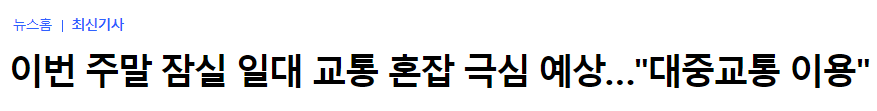 뉴스홈 | 최신기사
이번 주말 잠실 일대 교통 혼잡 극심 예상…"대중교통 이용"